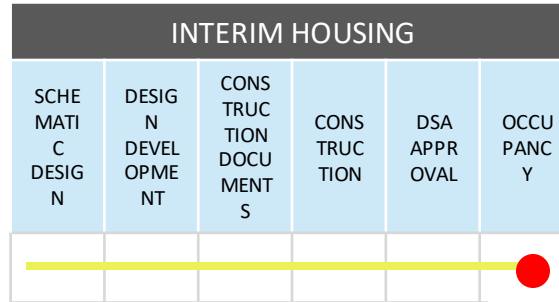 INTERIM HOUSING
SCHE
MATI
C
DESIG
N
DESIG
N
DEVEL
OPME
NT
CONS
TRUC
TION
DOCU
MENT
S
CONS
TRUC
TION
DSA
APPR
OVAL
OCCU
PANC
Y